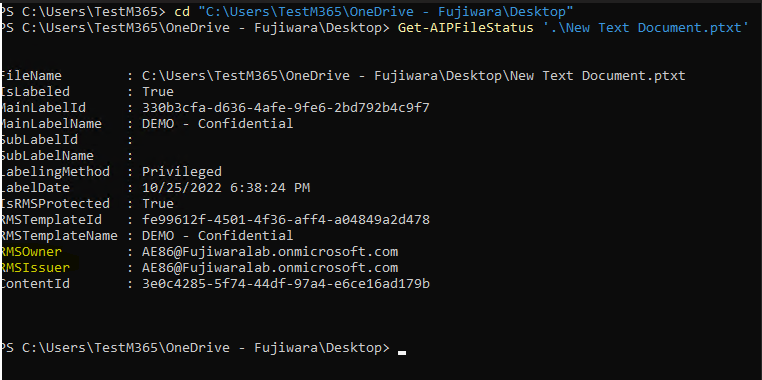 PS C:\Users\TestM365> cd "C:\Users\TestM365\OneDrive - Fujiwara\Desktop"
PS C:\Users\TestM365\OneDrive - Fujiwara\Desktop> Get-AIPFileStatus '.\New Text Document.ptxt'
FileName : C:\Users\TestM365\OneDrive - Fujiwara\Desktop\New Text Document.ptxt
IsLabeled : True
MainLabelId : 330b3cfa-d636-4afe-9fe6-2bd792b4c9f7
MainLabelName : DEMO - Confidential
SubLabelId :
SubLabelName :
LabelingMethod : Privileged
LabelDate : 10/25/2022 6:38:24 PM
IsRMSProtected : True
RMSTemplateId : fe99612f-4501-4f36-aff4-a04849a2d478
RMSTemplateName : DEMO - Confidential
RMSOwner : AE86@Fujiwaralab.onmicrosoft.com
RMSIssuer : AE86@Fujiwaralab.onmicrosoft.com
ContentId : 3e0c4285-5f74-44df-97a4-e6ce16ad179b
PS C:\Users\TestM365\OneDrive - Fujiwara\Desktop>